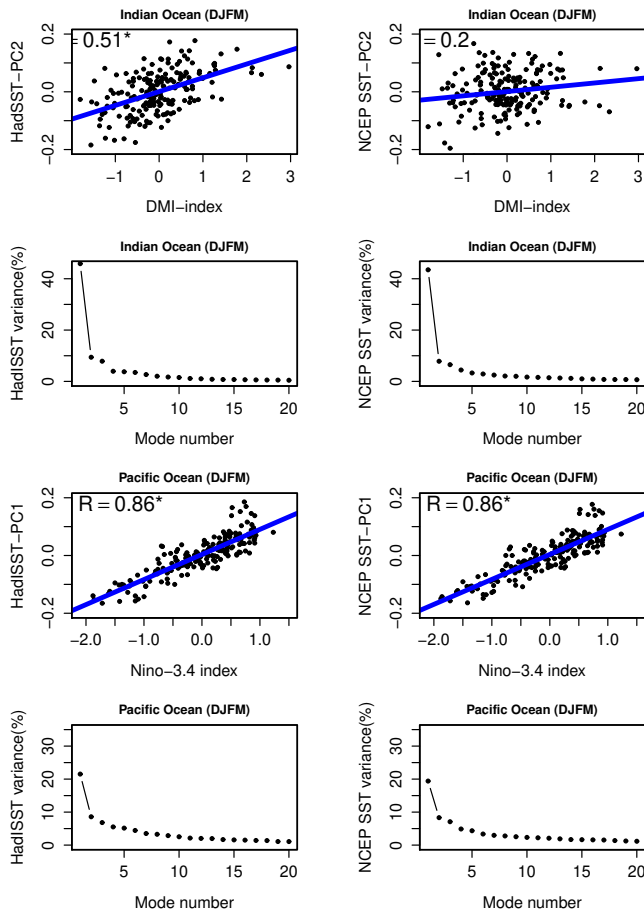 Indian Ocean (DJFM)
= 0.51*
HadSST−PC2
−0.2 0.0 0.2
−1 0 1 2 3
DMI−index
Indian Ocean (DJFM)
= 0.2
NCEP SST−PC2
−0.2 0.0 0.2
−1 0 1 2 3
DMI−index
Indian Ocean (DJFM)
HadISST variance(%)
0 20 40
5 10 15 20
Mode number
Indian Ocean (DJFM)
NCEP SST variance(%)
0 20 40
5 10 15 20
Mode number
Pacific Ocean (DJFM)
R = 0.86*
HadISST−PC1
−0.2 0.0 0.2
−2.0 −1.0 0.0 1.0
Nino−3.4 index
Pacific Ocean (DJFM)
R = 0.86*
NCEP SST−PC1
−0.2 0.0 0.2
−2.0 −1.0 0.0 1.0
Nino−3.4 index
Pacific Ocean (DJFM)
HadISST variance(%)
0 10 20 30
5 10 15 20
Mode number
Pacific Ocean (DJFM)
NCEP SST variance(%)
0 10 20 30
5 10 15 20
Mode number